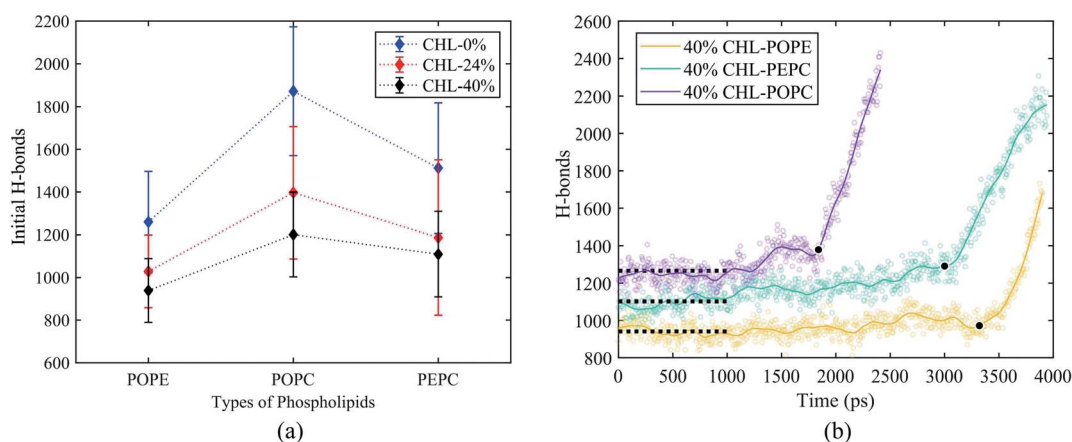 2200
2000
1800
1600
1400
1200
1000
800
600
Initial H-bonds
CHL-0%
CHL-24%
CHL-40%
POPE POPC PEPC
Types of Phospholipids
(a)
2600
2400
2200
2000
1800
1600
1400
1200
1000
800
H-bonds
40% CHL-POPE
40% CHL-PEPC
40% CHL-POPC
0 500 1000 1500 2000 2500 3000 3500 4000
Time (ps)
(b)